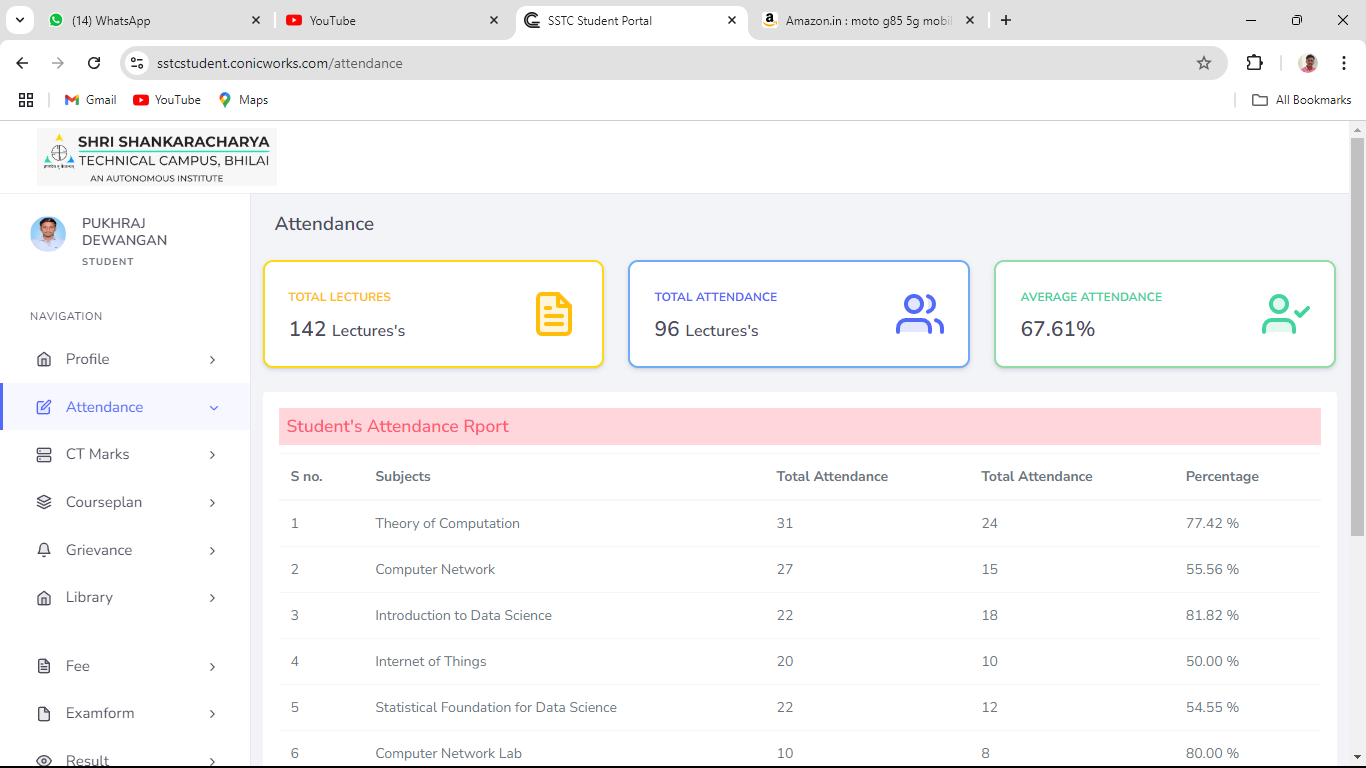 (14) WhatsApp
YouTube
SSTC Student Portal
Amazon.in : moto g85 5g mobil
sstcstudent.conicworks.com/attendance
Gmail
YouTube
Maps
All Bookmarks
SHRI SHANKARACHARYA
TECHNICAL CAMPUS, BHILAI
AN AUTONOMOUS INSTITUTE
PUKHRAJ
DEWANGAN
STUDENT
NAVIGATION
Profile
Attendance
CT Marks
Courseplan
Grievance
Library
Fee
Examform
Result
Attendance
TOTAL LECTURES
142 Lectures's
TOTAL ATTENDANCE
96 Lectures's
AVERAGE ATTENDANCE
67.61%
Student's Attendance Rport
S no. Subjects Total Attendance Total Attendance Percentage
1 Theory of Computation 31 24 77.42 %
2 Computer Network 27 15 55.56 %
3 Introduction to Data Science 22 18 81.82 %
4 Internet of Things 20 10 50.00 %
5 Statistical Foundation for Data Science 22 12 54.55 %
6 Computer Network Lab 10 8 80.00 %